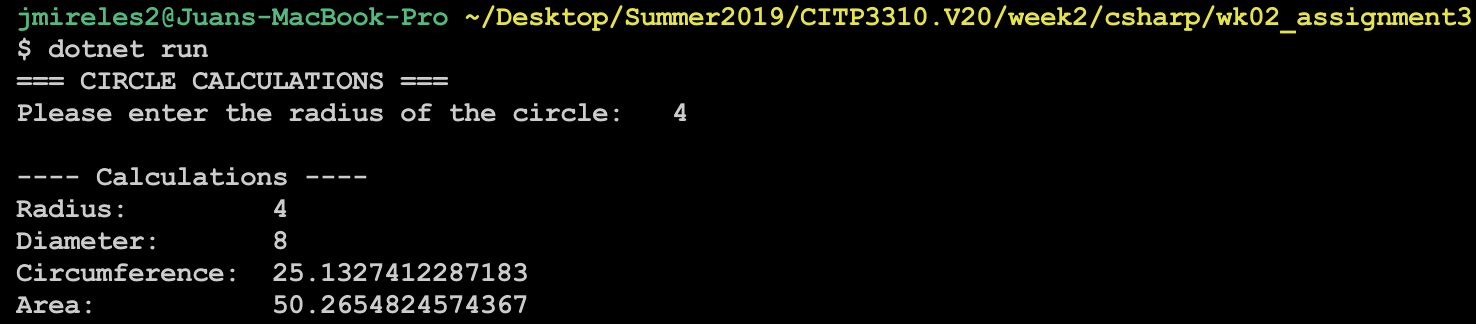 jmireles2@Juans-MacBook-Pro ~/Desktop/Summer2019/CITP3310.V20/week2/csharp/wk02_assignment3
$ dotnet run
=== CIRCLE CALCULATIONS ===
Please enter the radius of the circle:   4
---- Calculations ----
Radius:         4
Diameter:       8
Circumference:  25.1327412287183
Area:           50.2654824574367